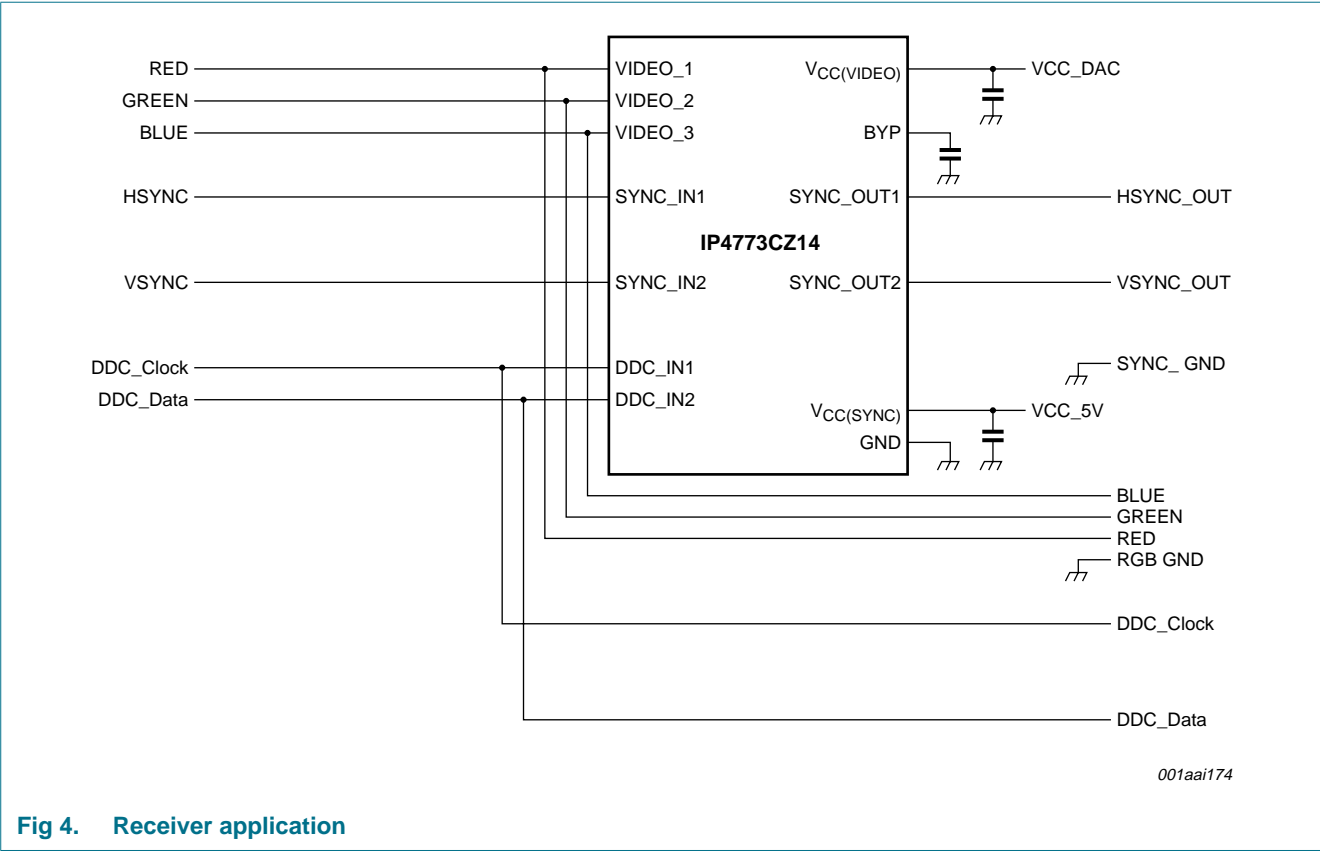 RED
GREEN
BLUE
HSYNC
VSYNC
DDC_Clock
DDC_Data
VIDEO_1
VIDEO_2
VIDEO_3
SYNC_IN1
SYNC_IN2
DDC_IN1
DDC_IN2
IP4773CZ14
VCC(VIDEO)
BYP
SYNC_OUT1
SYNC_OUT2
VCC(SYNC)
GND
VCC_DAC
HSYNC_OUT
VSYNC_OUT
SYNC_ GND
VCC_5V
BLUE
GREEN
RED
RGB GND
DDC_Clock
DDC_Data
001aai174
Fig 4. Receiver application